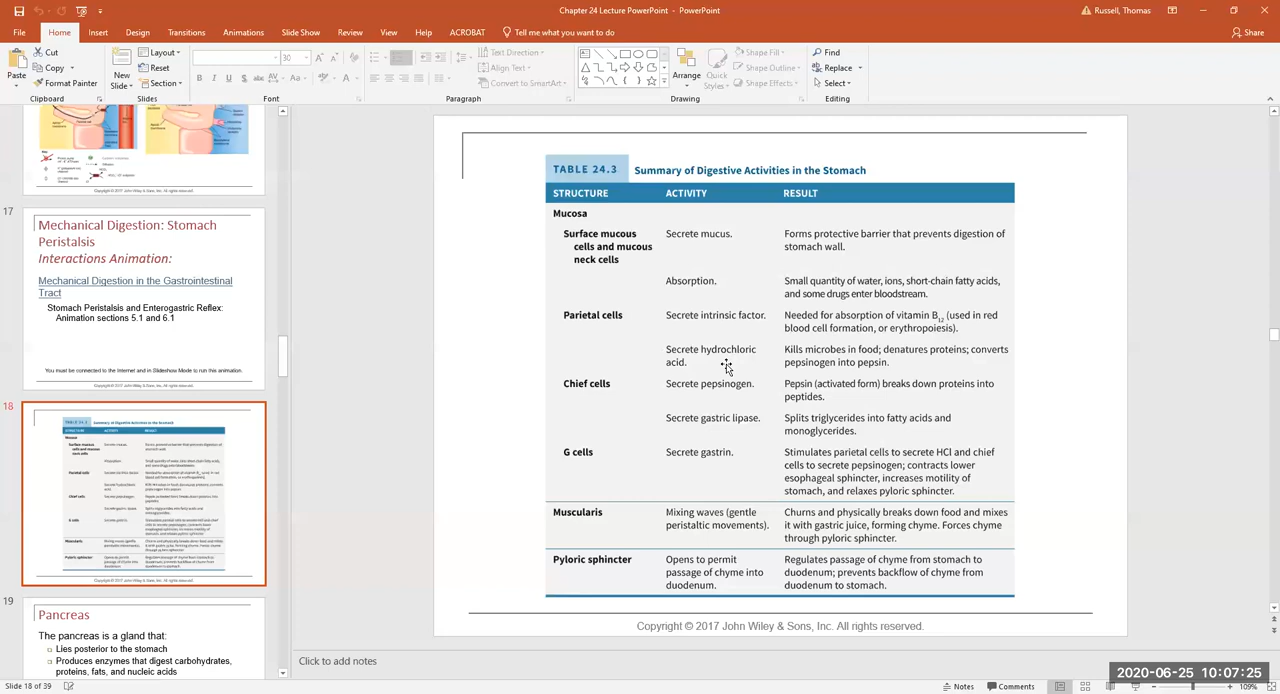 Chapter 24 Lecture PowerPoint - PowerPoint
Russell, Thomas
File Home Insert Design Transitions Animations Slide Show Review View Help ACROBAT Tell me what you want to do Share
Paste
Cut
Copy
Format Painter
Clipboard
New Slide
Layout
Reset
Section
Slides
30
Font
Text Direction
Align Text
Convert to SmartArt
Paragraph
Arrange
Quick Styles
Shape Fill
Shape Outline
Shape Effects
Drawing
Find
Replace
Select
Editing
17
Mechanical Digestion: Stomach
Peristalsis
Interactions Animation:
Mechanical Digestion in the Gastrointestinal
Tract
Stomach Peristalsis and Enterogastric Reflex:
Animation sections 5.1 and 6.1
You must be connected to the Internet and in Slideshow Mode to run this animation.
Copyright © 2017 John Wiley & Sons, Inc. All rights reserved.
18
19
Pancreas
The pancreas is a gland that:
Lies posterior to the stomach
Produces enzymes that digest carbohydrates,
proteins, fats, and nucleic acids
TABLE 24.3 Summary of Digestive Activities in the Stomach
STRUCTURE ACTIVITY RESULT
Mucosa
Surface mucous cells and mucous neck cells
Secrete mucus.
Forms protective barrier that prevents digestion of
stomach wall.
Absorption.
Small quantity of water, ions, short-chain fatty acids,
and some drugs enter bloodstream.
Parietal cells
Secrete intrinsic factor.
Needed for absorption of vitamin B12 (used in red
blood cell formation, or erythropoiesis).
Secrete hydrochloric
acid.
Kills microbes in food; denatures proteins; converts
pepsinogen into pepsin.
Chief cells
Secrete pepsinogen.
Pepsin (activated form) breaks down proteins into
peptides.
Secrete gastric lipase.
Splits triglycerides into fatty acids and
monoglycerides.
G cells
Secrete gastrin.
Stimulates parietal cells to secrete HCl and chief
cells to secrete pepsinogen; contracts lower
esophageal sphincter, increases motility of
stomach, and relaxes pyloric sphincter.
Muscularis
Mixing waves (gentle
peristaltic movements).
Churns and physically breaks down food and mixes
it with gastric juice, forming chyme. Forces chyme
through pyloric sphincter.
Pyloric sphincter
Opens to permit
passage of chyme into
duodenum.
Regulates passage of chyme from stomach to
duodenum; prevents backflow of chyme from
duodenum to stomach.
Copyright © 2017 John Wiley & Sons, Inc. All rights reserved.
Click to add notes
2020-06-25 10:07:25
Slide 18 of 39
Notes
Comments
109%